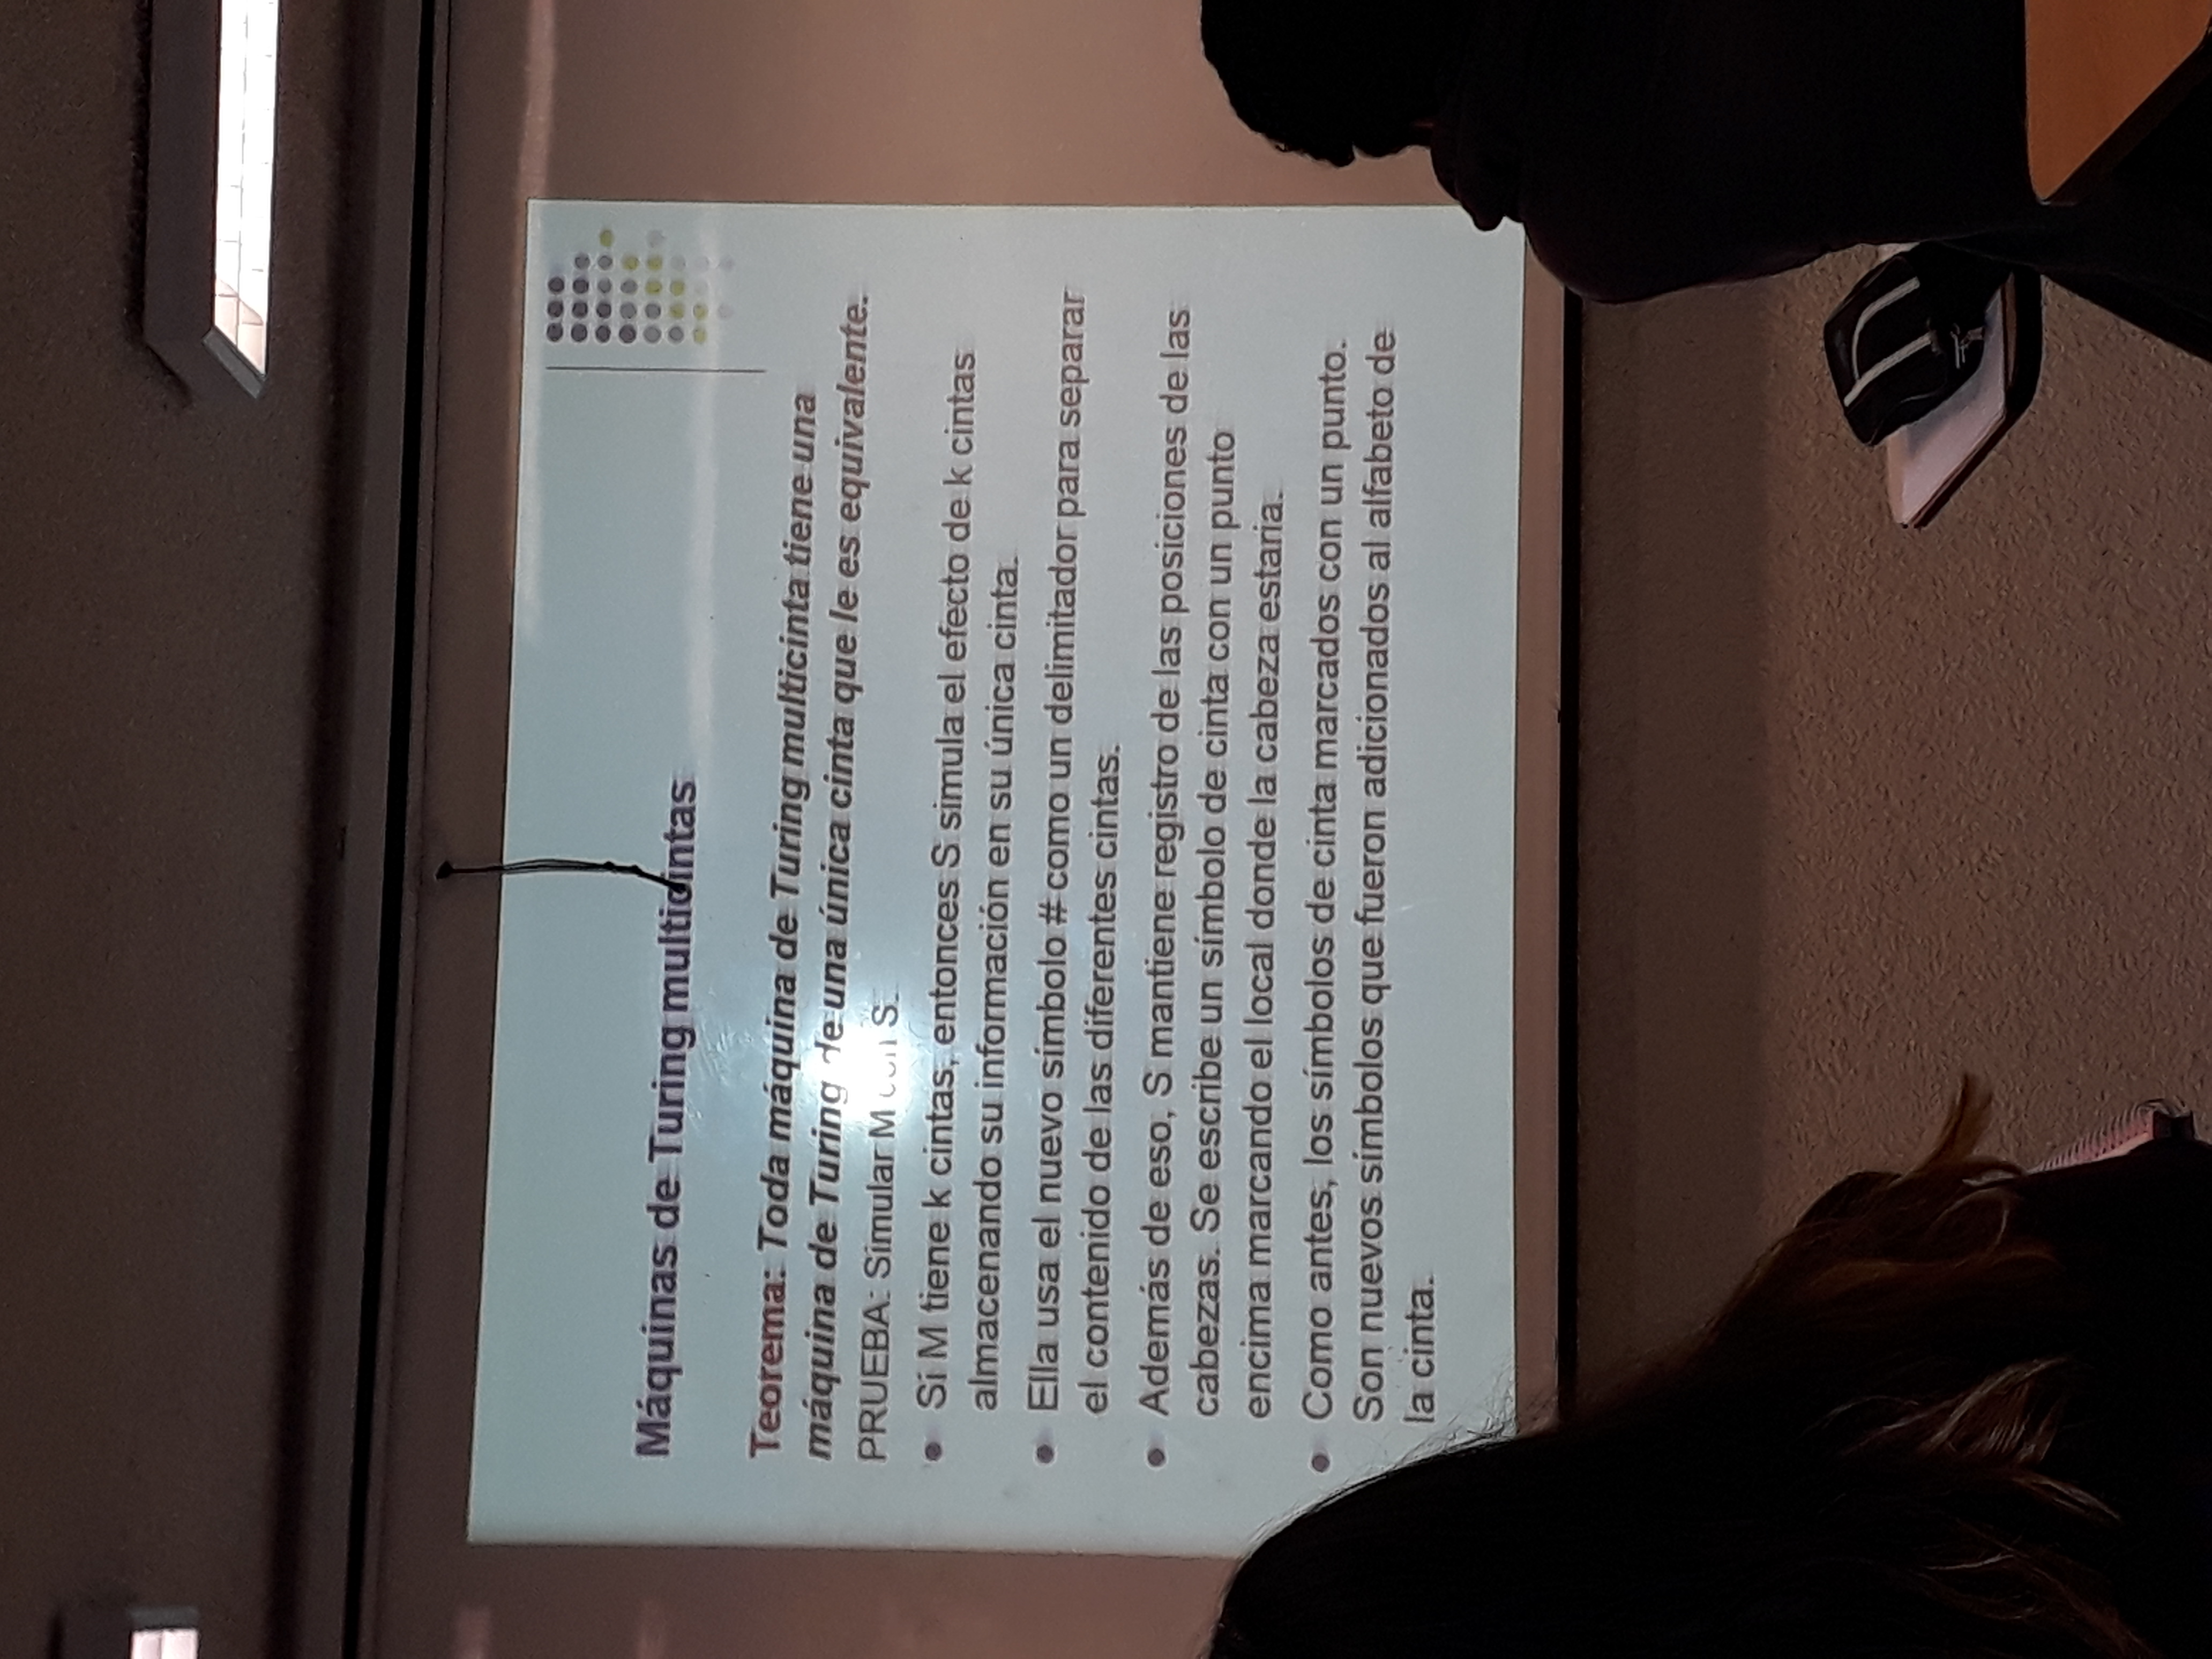 Máquinas de Turing multicintas
Teorema: Toda máquina de Turing multicinta tiene una
máquina de Turing de una única cinta que le es equivalente.
PRUEBA: Simular M con S.
Si M tiene k cintas, entonces S simula el efecto de k cintas
almacenando su información en su única cinta.
Ella usa el nuevo símbolo # como un delimitador para separar
el contenido de las diferentes cintas.
Además de eso, S mantiene registro de las posiciones de las
cabezas. Se escribe un símbolo de cinta con un punto
encima marcando el local donde la cabeza estaria.
Como antes, los símbolos de cinta marcados con un punto.
Son nuevos símbolos que fueron adicionados al alfabeto de
la cinta.